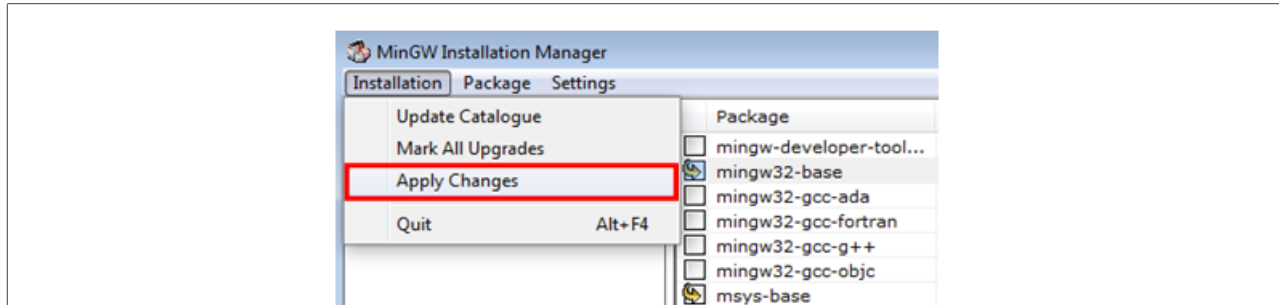 MinGW Installation Manager
Installation Package Settings
Update Catalogue
Mark All Upgrades
Apply Changes
Quit Alt+F4
Package
mingw-developer-tool...
mingw32-base
mingw32-gcc-ada
mingw32-gcc-fortran
mingw32-gcc-g++
mingw32-gcc-objc
msys-base